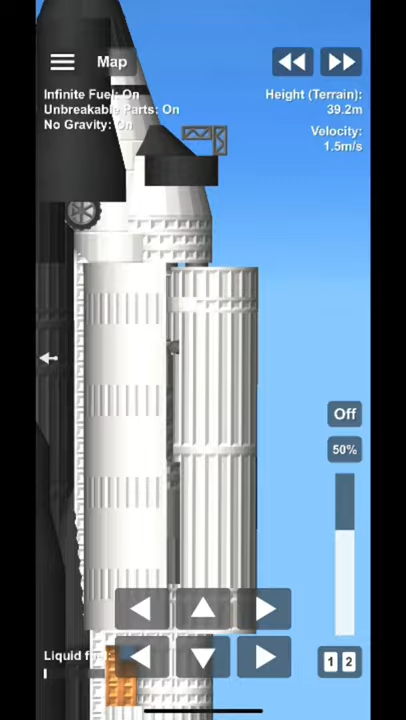 Map
Infinite Fuel: On
Unbreakable Parts: On
No Gravity: On
Height (Terrain):
39.2m
Velocity:
1.5m/s
Off
50%
Liquid
1 2